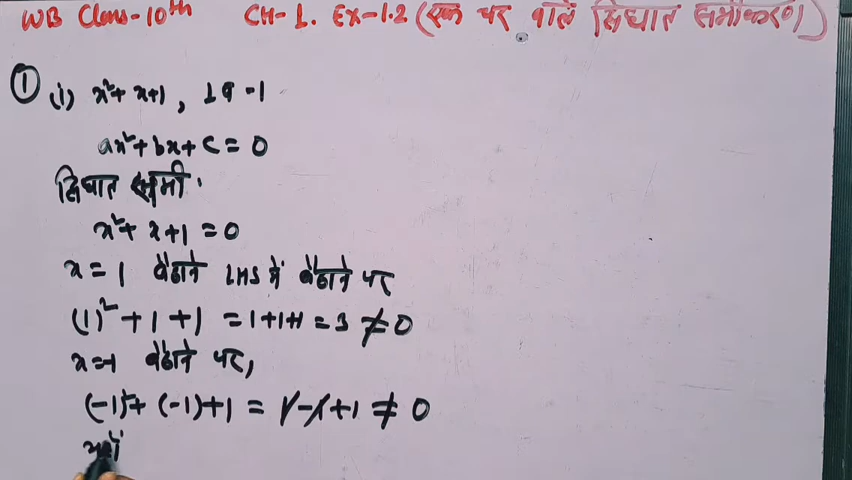 WB Class-10th CH-1. EX-1.2 (एक चर वाले द्विघात समीकरण)
① (i) x²+ x+1, 1 व -1
ax²+bx+c=0
द्विघात समी.
x²+ x+1=0
x=1 बैठाने LHS में बैठाने पर
(1)²+1+1 =1+1+1=3 ≠0
x=-1 बैठाने पर,
(-1)²+(-1)+1 = 1-1+1 ≠ 0